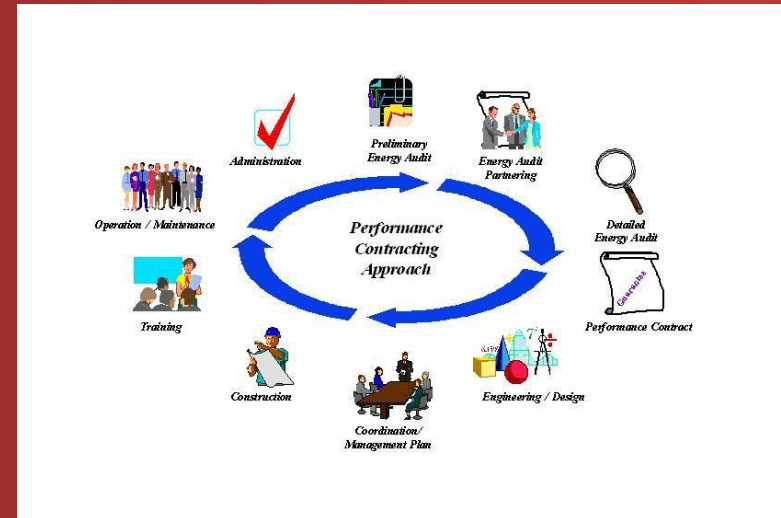 Preliminary
Energy Audit
Energy Audit
Partnering
Detailed
Energy Audit
Guarantee
Performance Contract
Engineering / Design
Coordination/
Management Plan
Construction
Training
Operation / Maintenance
Administration
Performance
Contracting
Approach